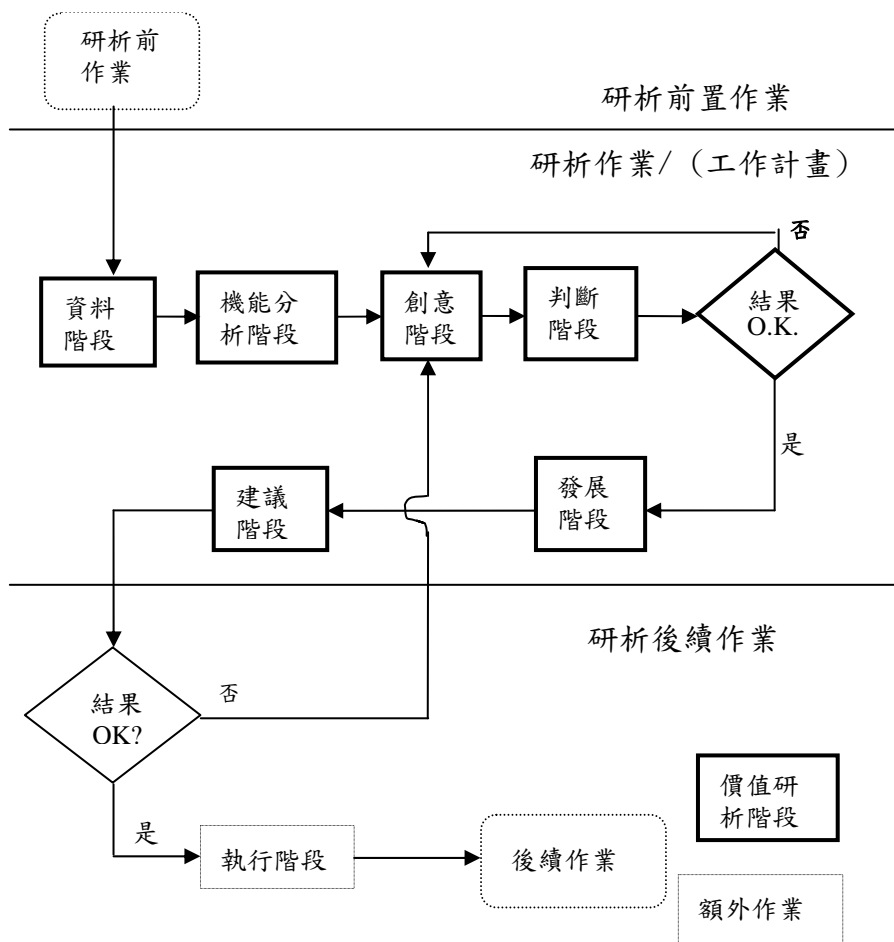 研析前
作業
研析前置作業
研析作業/（工作計畫）
否
資料
階段
機能分
析階段
創意
階段
判斷
階段
結果
O.K.
是
建議
階段
發展
階段
研析後續作業
結果
OK?
否
是
執行階段
後續作業
價值研
析階段
額外作業